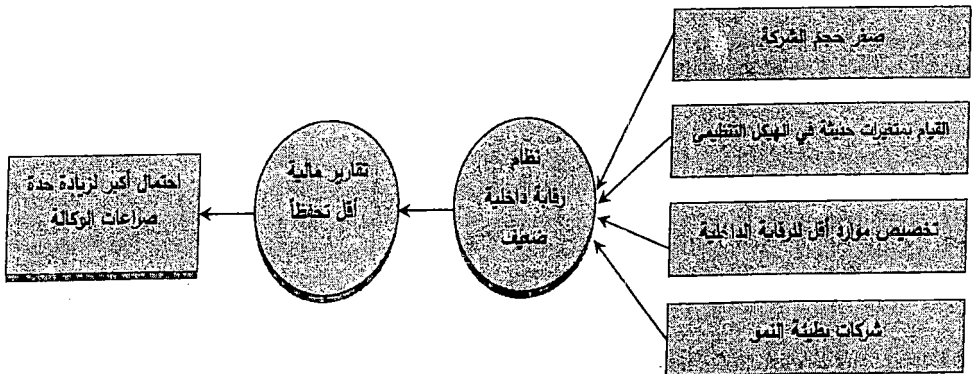 صغر حجم الشركة
القيام بمتغيرات حديثة في الهيكل التنظيمي
تخصيص موارد أقل للرقابة الداخلية
شركات بطيئة النمو
نظام
رقابة داخلية
ضعيف
تقارير مالية
أقل تحفظاً
احتمال أكبر لزيادة حدة
صراعات الوكالة